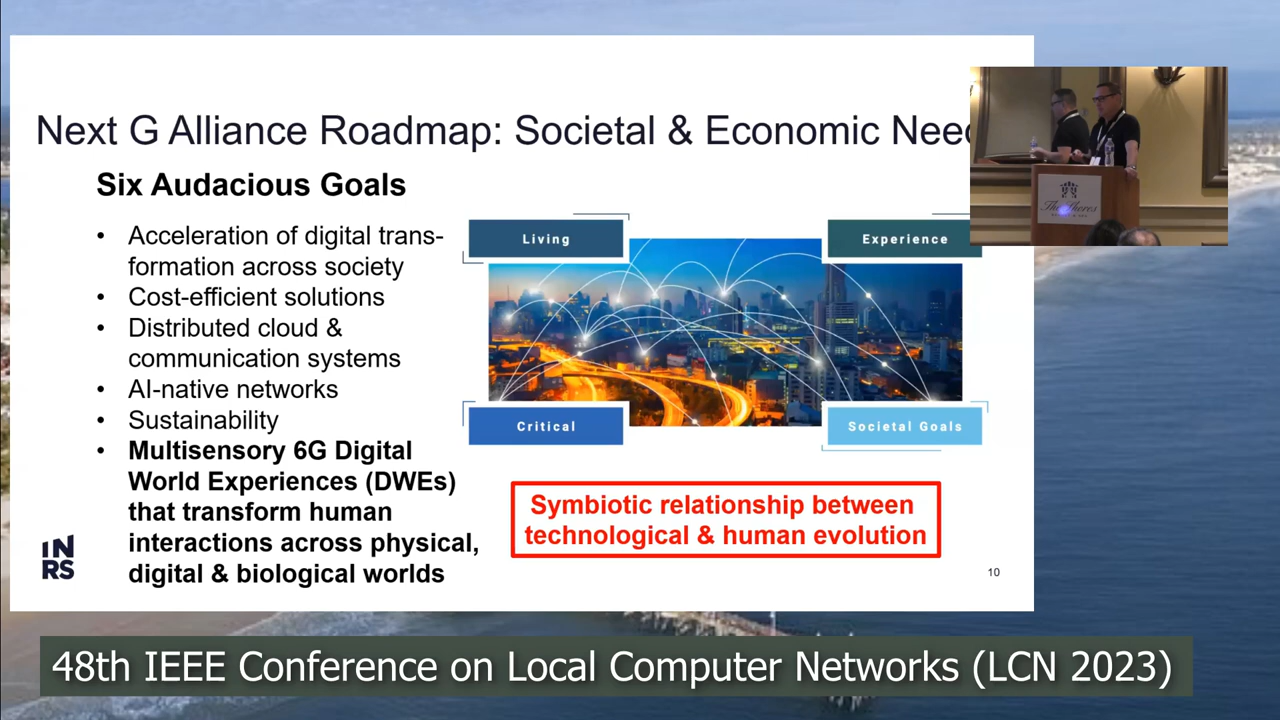 Next G Alliance Roadmap: Societal & Economic
Six Audacious Goals
• Acceleration of digital trans-
formation across society
• Cost-efficient solutions
• Distributed cloud &
communication systems
• AI-native networks
• Sustainability
• Multisensory 6G Digital
World Experiences (DWEs)
that transform human
interactions across physical,
digital & biological worlds
Living
Experience
Critical
Societal Goals
Symbiotic relationship between
technological & human evolution
IN
RS
10
48th IEEE Conference on Local Computer Networks (LCN 2023)